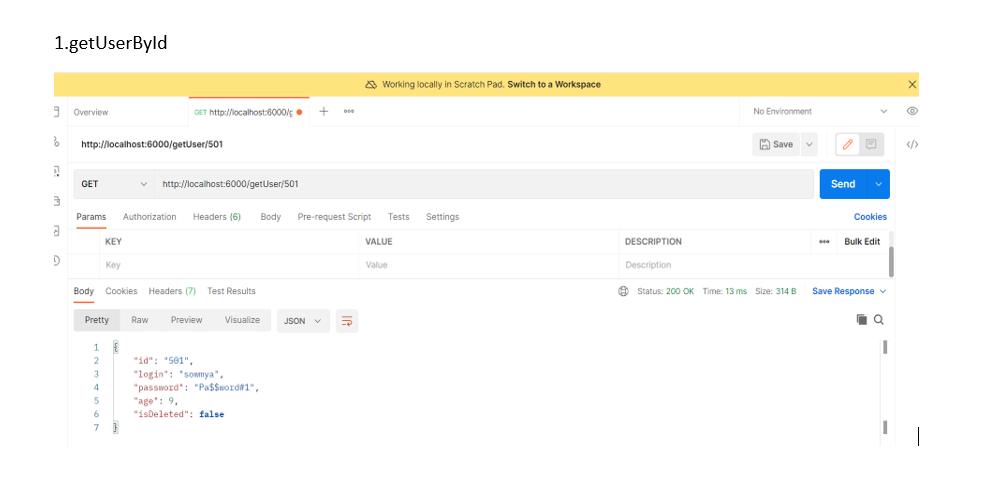 1.getUserById
Working locally in Scratch Pad. Switch to a Workspace
Overview GET http://localhost:6000/g No Environment
http://localhost:6000/getUser/501 Save
GET http://localhost:6000/getUser/501 Send
Params Authorization Headers (6) Body Pre-request Script Tests Settings Cookies
KEY VALUE DESCRIPTION Bulk Edit
Key Value Description
Body Cookies Headers (7) Test Results Status: 200 OK Time: 13 ms Size: 314 B Save Response
Pretty Raw Preview Visualize JSON
1 {
2 "id": "501",
3 "login": "sowmya",
4 "password": "Pa$$word#1",
5 "age": 9,
6 "isDeleted": false
7 }